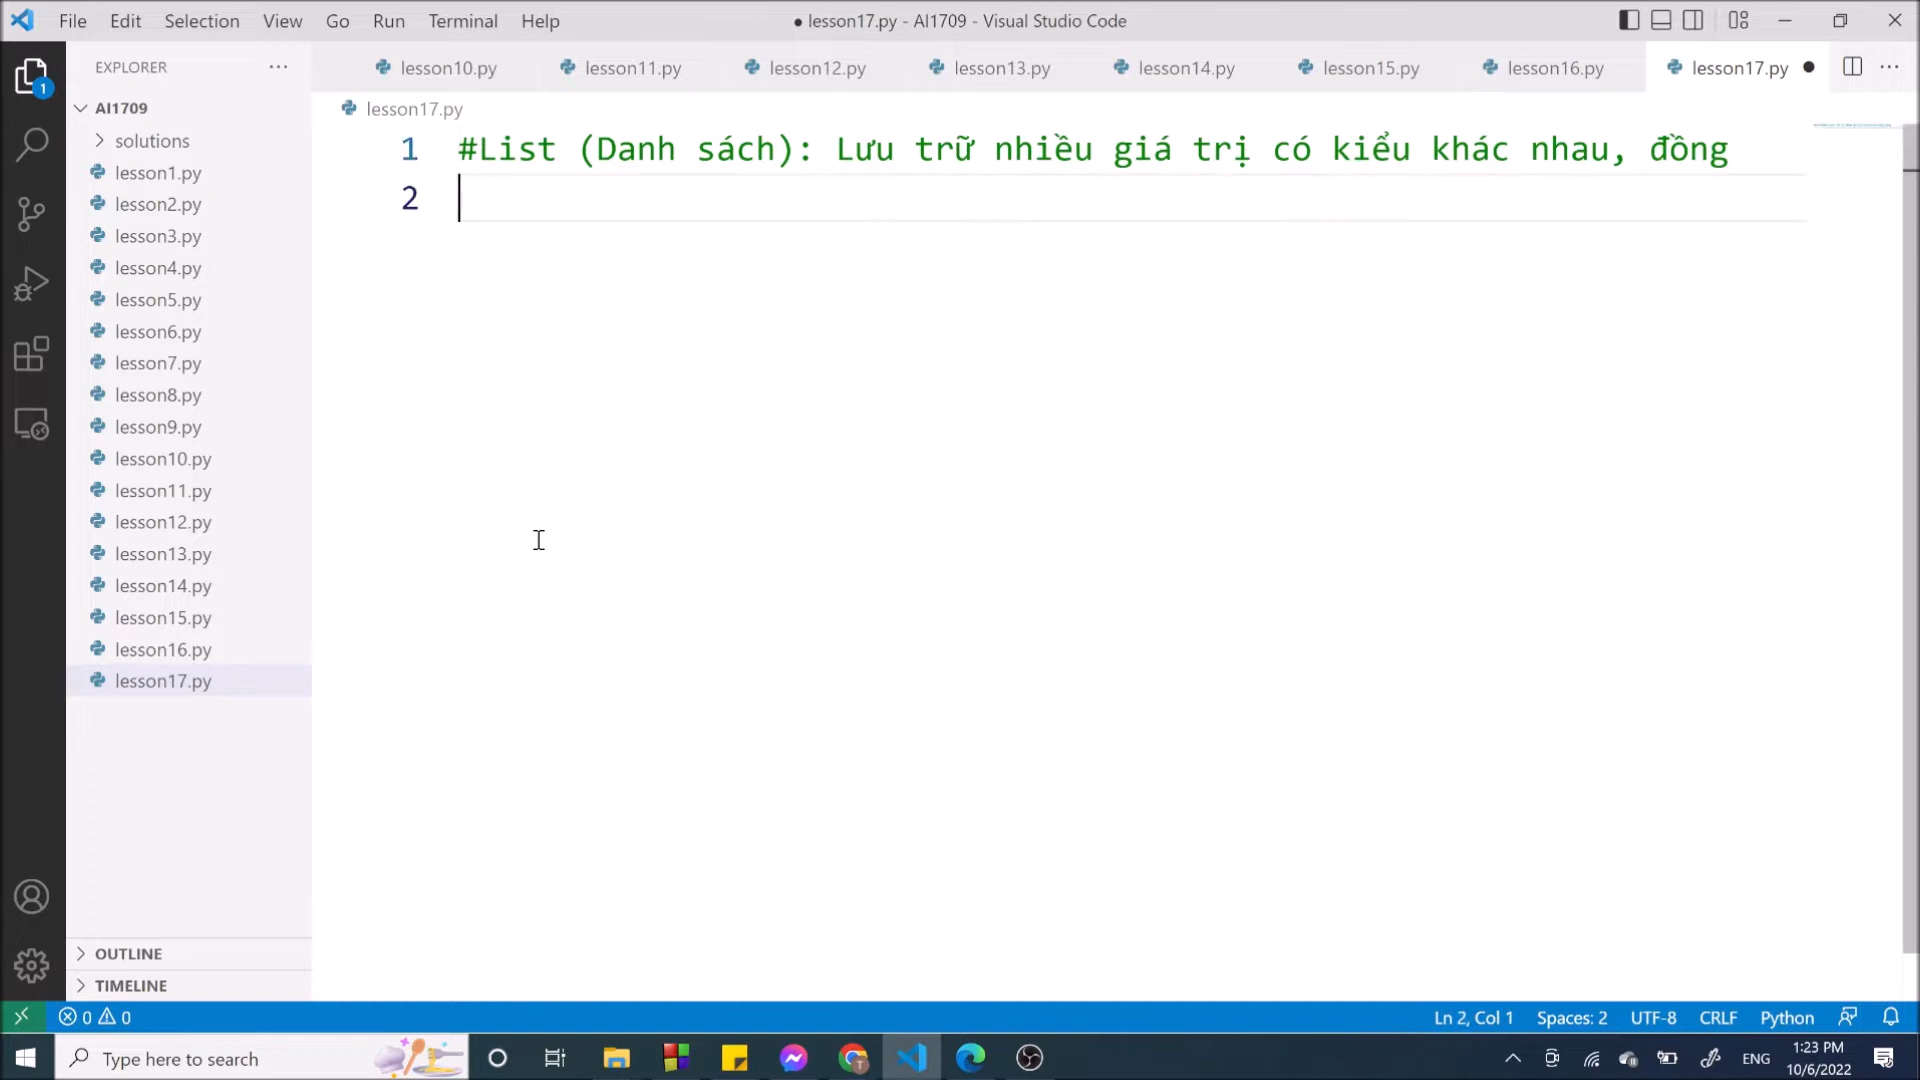 File Edit Selection View Go Run Terminal Help
● lesson17.py - AI1709 - Visual Studio Code
EXPLORER
lesson10.py lesson11.py lesson12.py lesson13.py lesson14.py lesson15.py lesson16.py lesson17.py
1
AI1709
lesson17.py
solutions
lesson1.py
lesson2.py
lesson3.py
lesson4.py
lesson5.py
lesson6.py
lesson7.py
lesson8.py
lesson9.py
lesson10.py
lesson11.py
lesson12.py
lesson13.py
lesson14.py
lesson15.py
lesson16.py
lesson17.py
OUTLINE
TIMELINE
1 #List (Danh sách): Lưu trữ nhiều giá trị có kiểu khác nhau, đồng
2
0 0
Ln 2, Col 1 Spaces: 2 UTF-8 CRLF Python
Type here to search
T
ENG
1:23 PM
10/6/2022